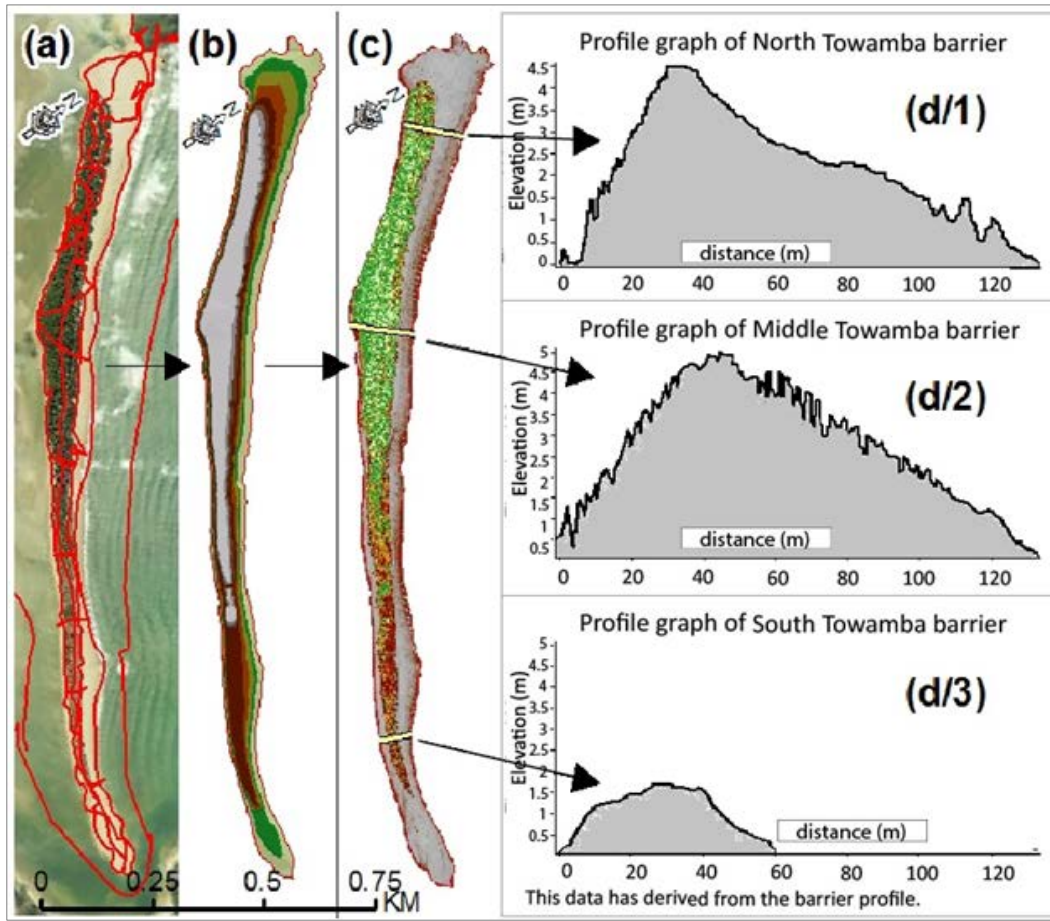 (a)
N
0
0.25
(b)
N
0.5
(c)
N
0.75
KM
Profile graph of North Towamba barrier
(d/1)
Elevation (m)
4.5
4
3.5
3
2.5
2
1.5
1
0.5
0
distance (m)
0 20 40 60 80 100 120
Profile graph of Middle Towamba barrier
(d/2)
Elevation (m)
5
4.5
4
3.5
3
2.5
2
1.5
1
0.5
distance (m)
0 20 40 60 80 100 120
Profile graph of South Towamba barrier
(d/3)
Elevation (m)
5
4.5
4
3.5
3
2.5
2
1.5
1
0.5
distance (m)
0 20 40 60 80 100 120
This data has derived from the barrier profile.